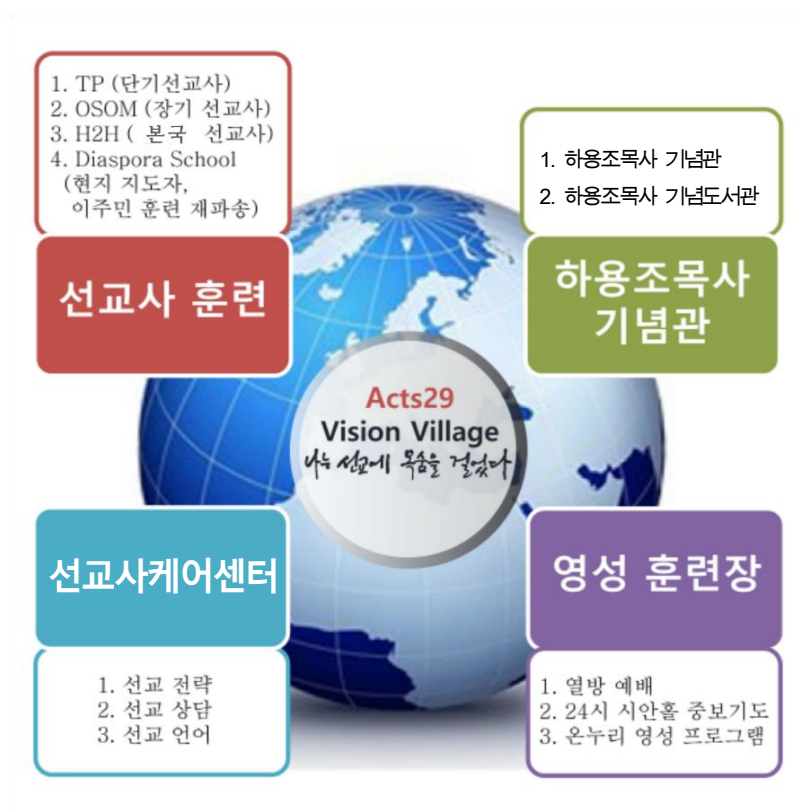 1. TP (단기선교사)
2. OSOM (장기 선교사)
3. H2H ( 본국 선교사)
4. Diaspora School
(현지 지도자,
이주민 훈련 재파송)
선교사 훈련
1. 하용조목사 기념관
2. 하용조목사 기념도서관
하용조목사
기념관
Acts29
Vision Village
나는 선교에 목숨을 걸었다
선교사케어센터
1. 선교 전략
2. 선교 상담
3. 선교 언어
영성 훈련장
1. 열방 예배
2. 24시 시안홀 중보기도
3. 온누리 영성 프로그램